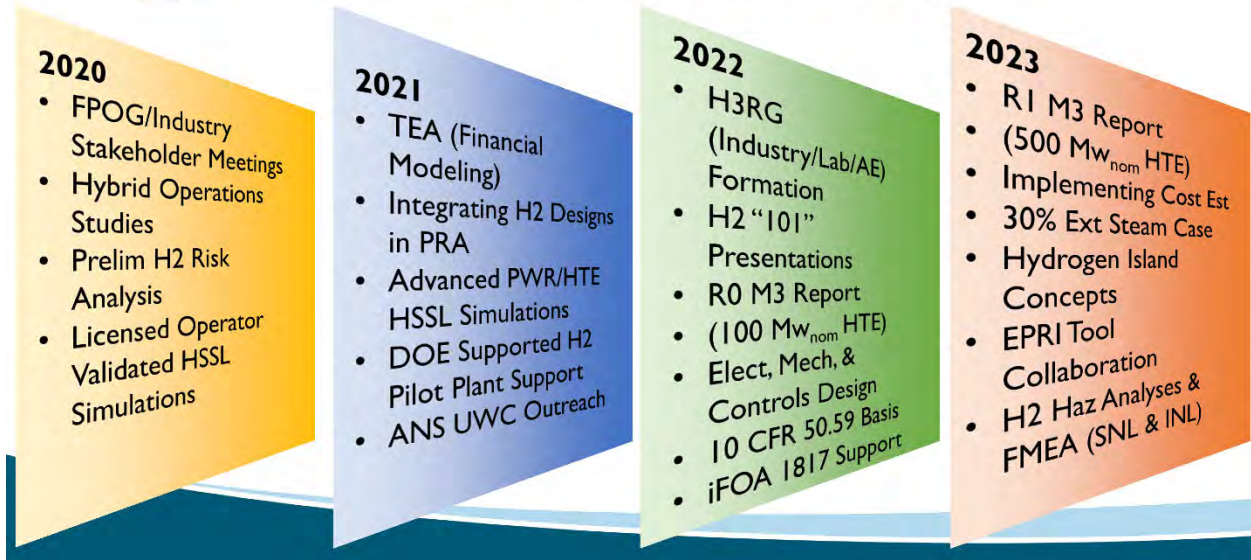 2020
• FPOG/Industry
Stakeholder Meetings
• Hybrid Operations
Studies
• Prelim H2 Risk
Analysis
• Licensed Operator
Validated HSSL
Simulations
2021
• TEA (Financial
Modeling)
• Integrating H2 Designs
in PRA
• Advanced PWR/HTE
HSSL Simulations
• DOE Supported H2
Pilot Plant Support
• ANS UWC Outreach
2022
• H3RG
(Industry/Lab/AE)
Formation
• H2 “101”
Presentations
• R0 M3 Report
• (100 Mwnom HTE)
• Elect, Mech, &
Controls Design
• 10 CFR 50.59 Basis
• iFOA 1817 Support
2023
• R1 M3 Report
• (500 Mwnom HTE)
• Implementing Cost Est
• 30% Ext Steam Case
• Hydrogen Island
Concepts
• EPRI Tool
Collaboration
• H2 Haz Analyses &
FMEA (SNL & INL)